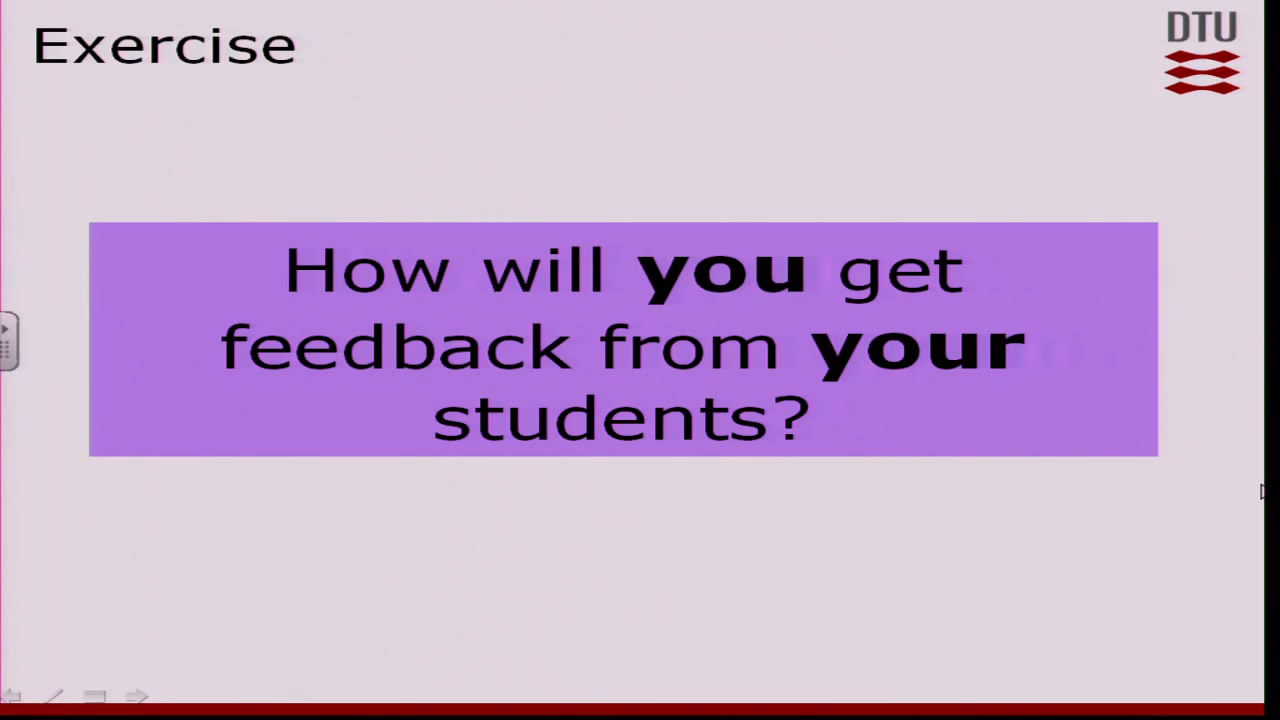 Exercise
DTU
How will you get
feedback from your
students?